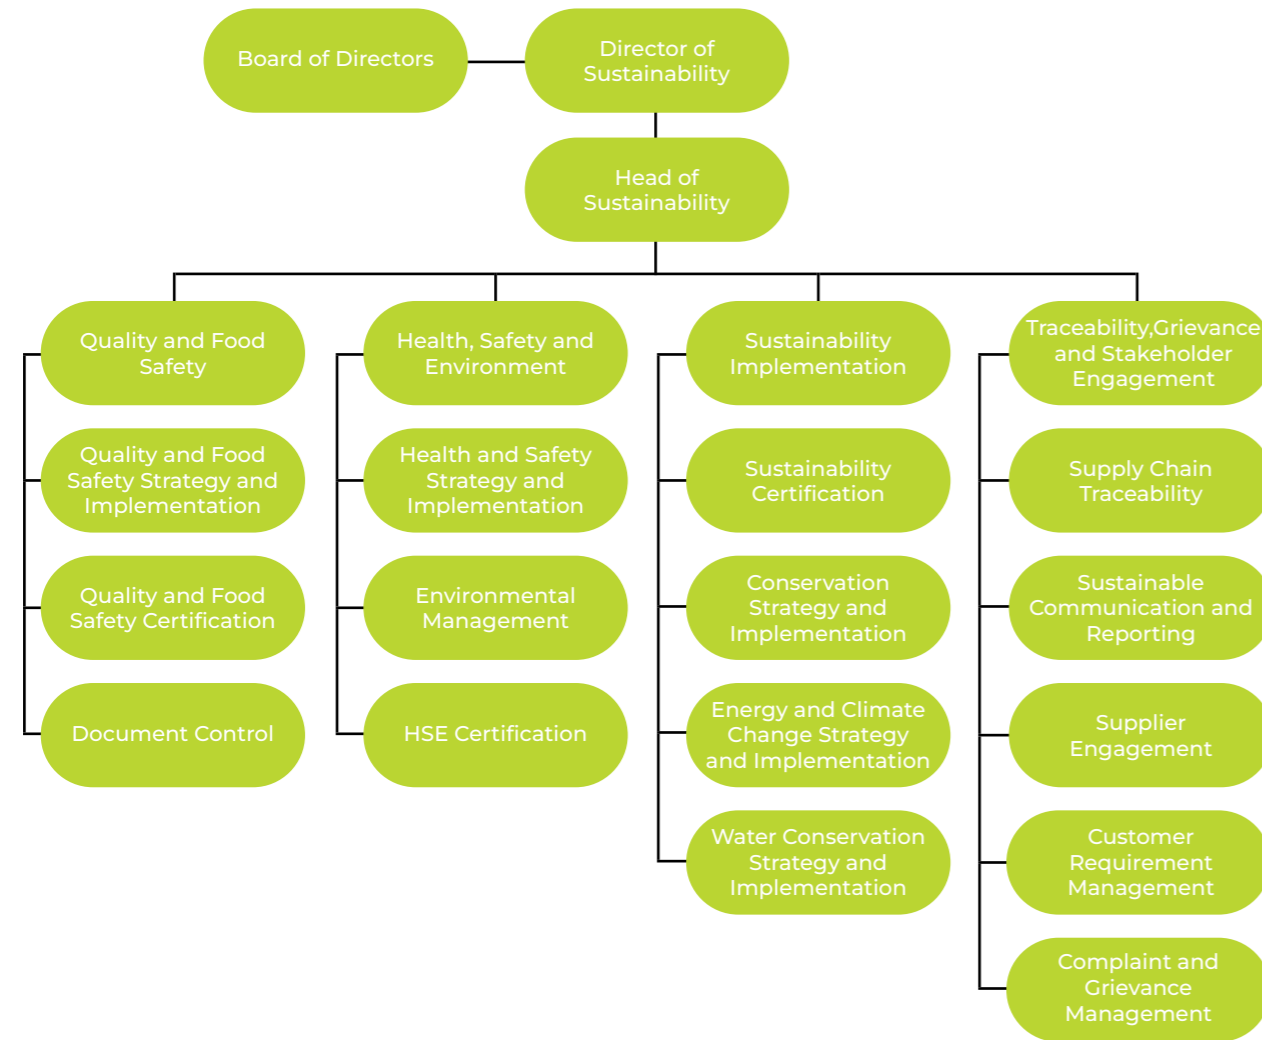 Board of Directors
Director of
Sustainability
Head of
Sustainability
Quality and Food
Safety
Quality and Food
Safety Strategy and
Implementation
Quality and Food
Safety Certification
Document Control
Health, Safety and
Environment
Health and Safety
Strategy and
Implementation
Environmental
Management
HSE Certification
Sustainability
Implementation
Sustainability
Certification
Conservation
Strategy and
Implementation
Energy and Climate
Change Strategy
and Implementation
Water Conservation
Strategy and
Implementation
Traceability,Grievance
and Stakeholder
Engagement
Supply Chain
Traceability
Sustainable
Communication and
Reporting
Supplier
Engagement
Customer
Requirement
Management
Complaint and
Grievance
Management